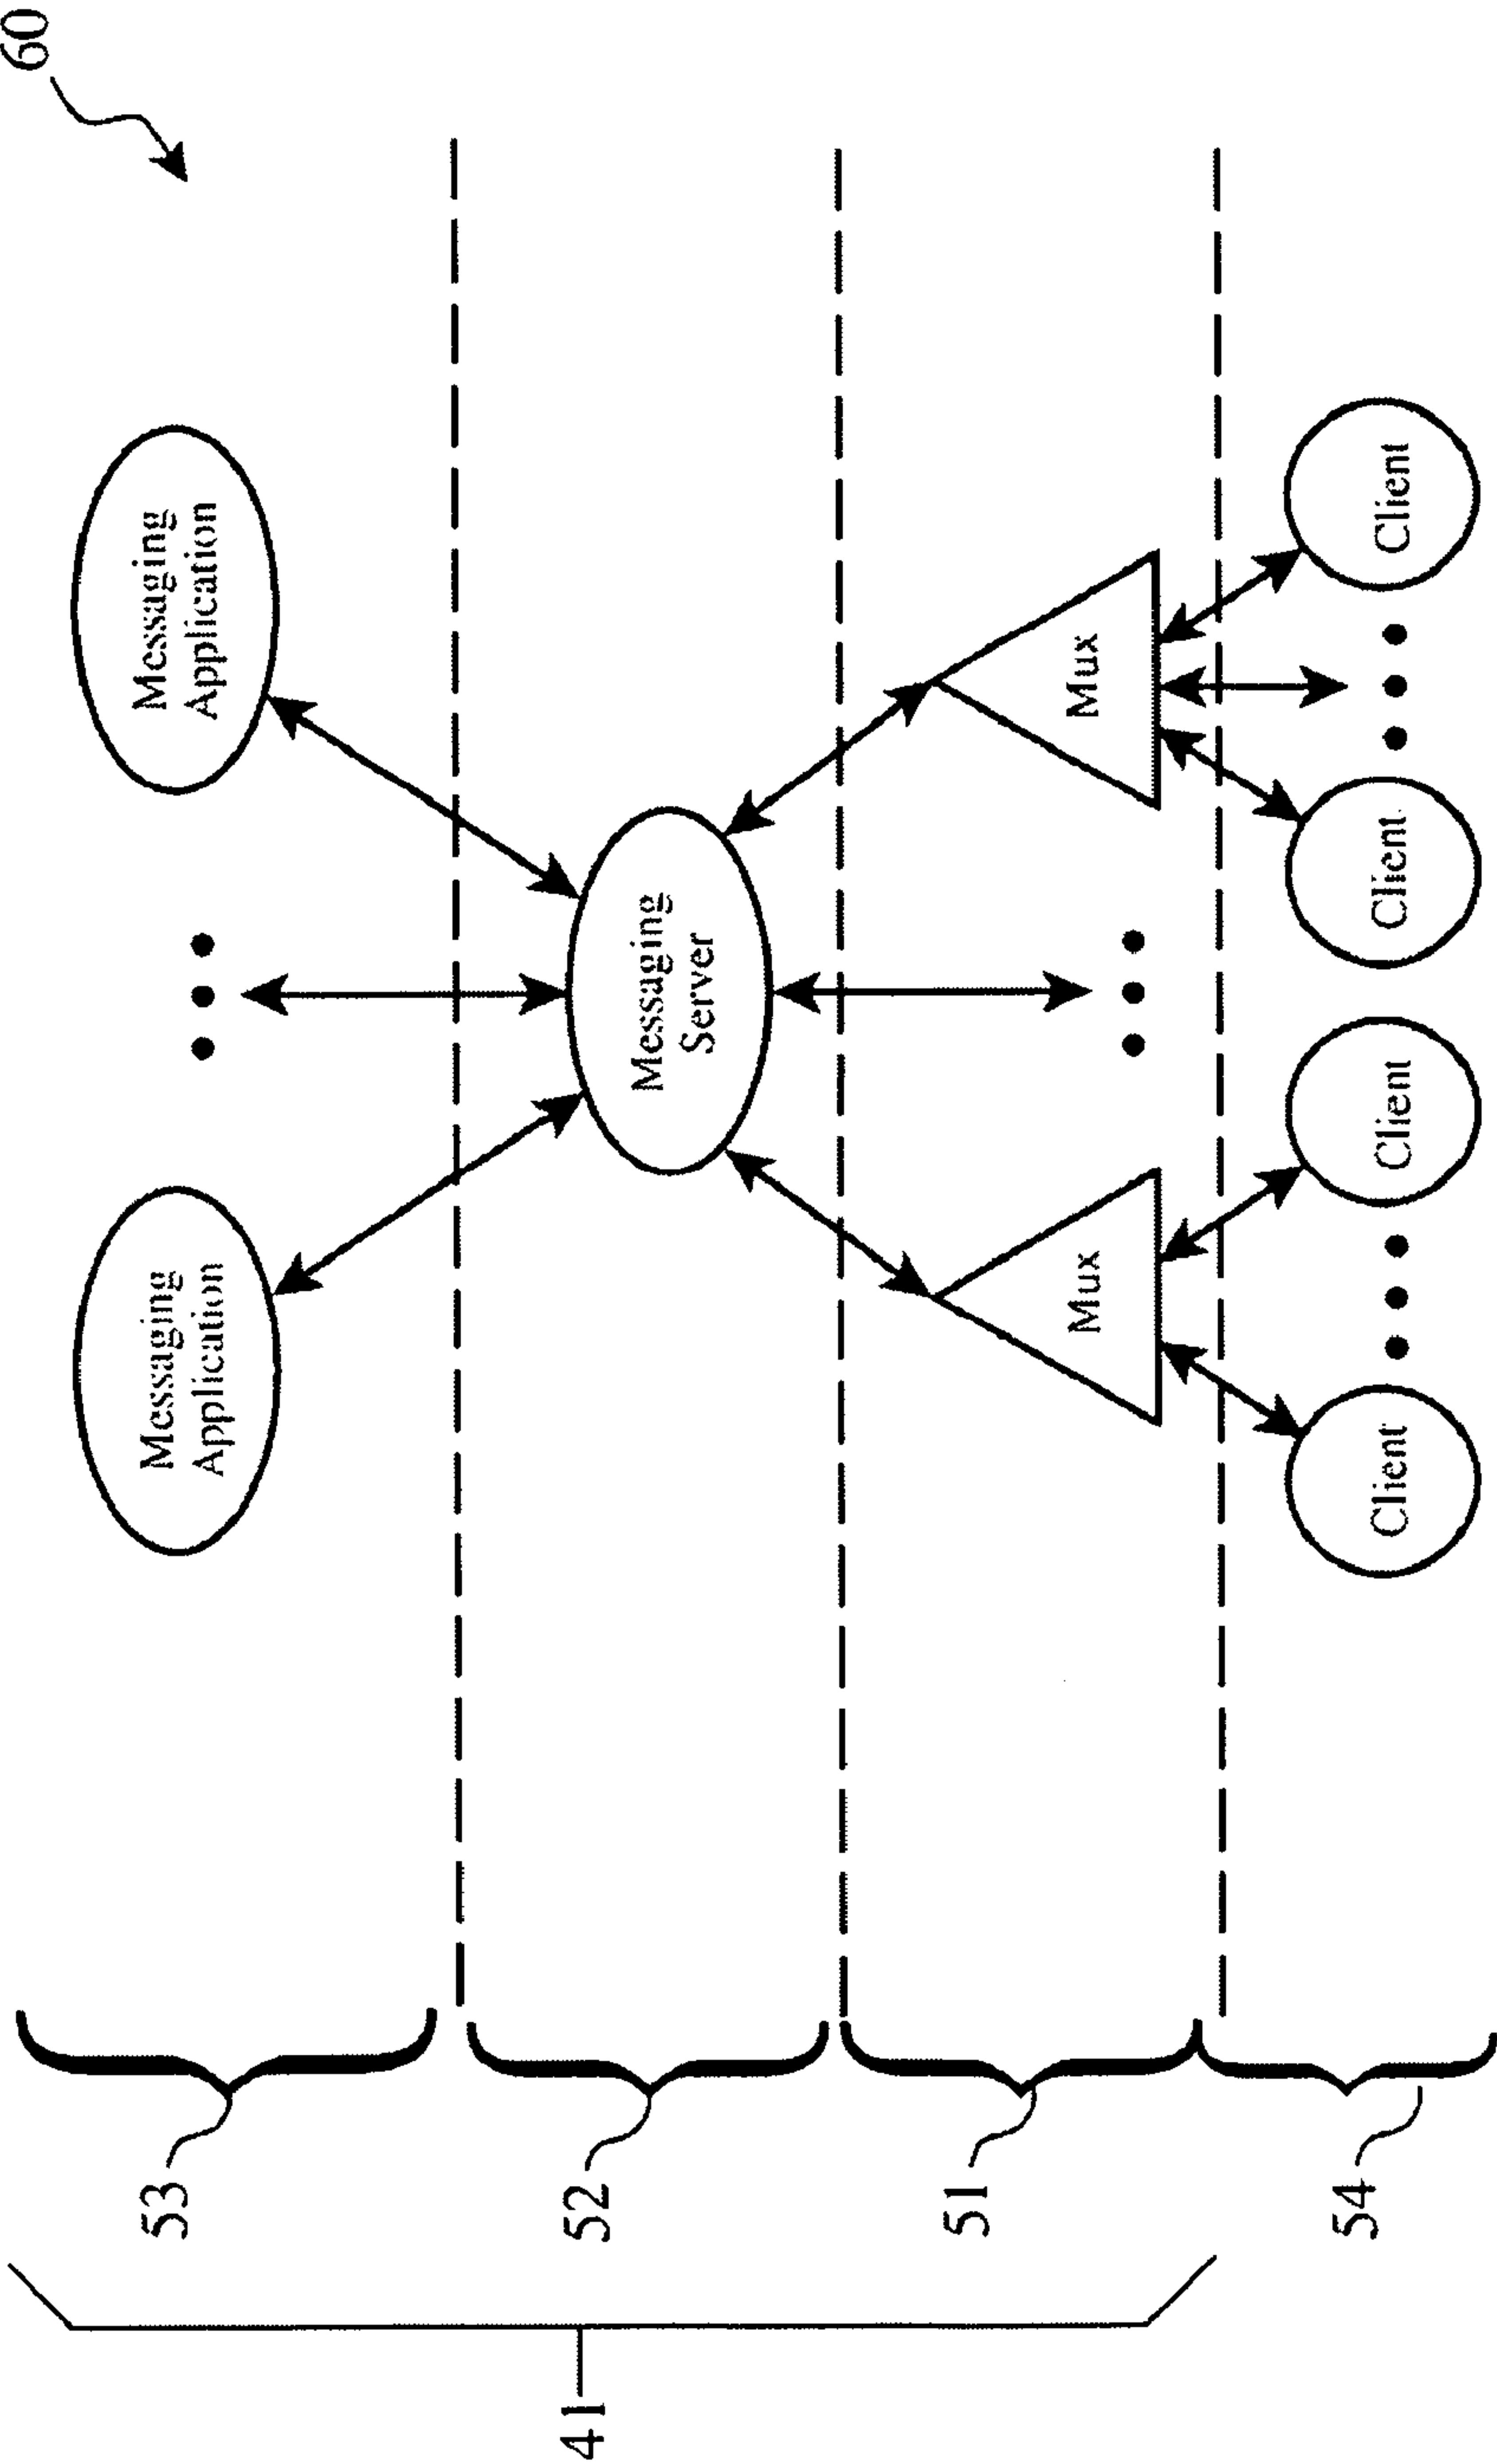 60
Messaging
Application
Messaging
Application
53
Messaging
Server
52
Mux
Mux
51
Client
Client
Client
Client
54
41